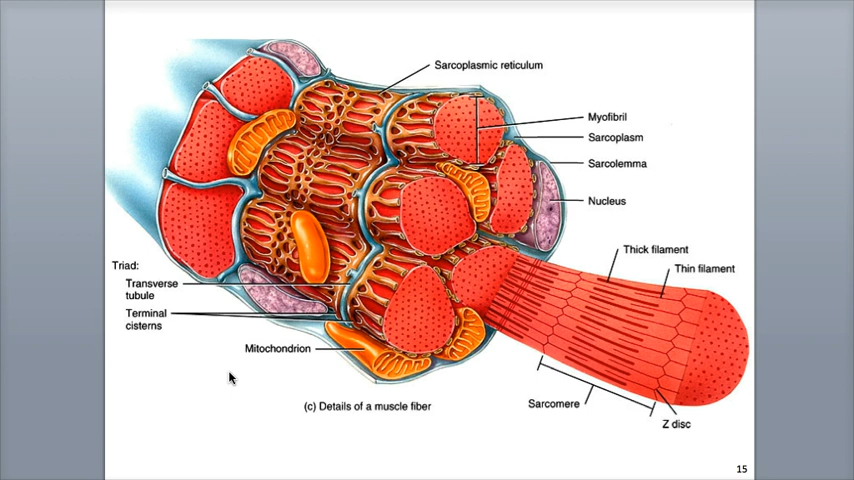 Sarcoplasmic reticulum
Myofibril
Sarcoplasm
Sarcolemma
Nucleus
Thick filament
Thin filament
Triad:
Transverse
tubule
Terminal
cisterns
Mitochondrion
Sarcomere
Z disc
(c) Details of a muscle fiber
15